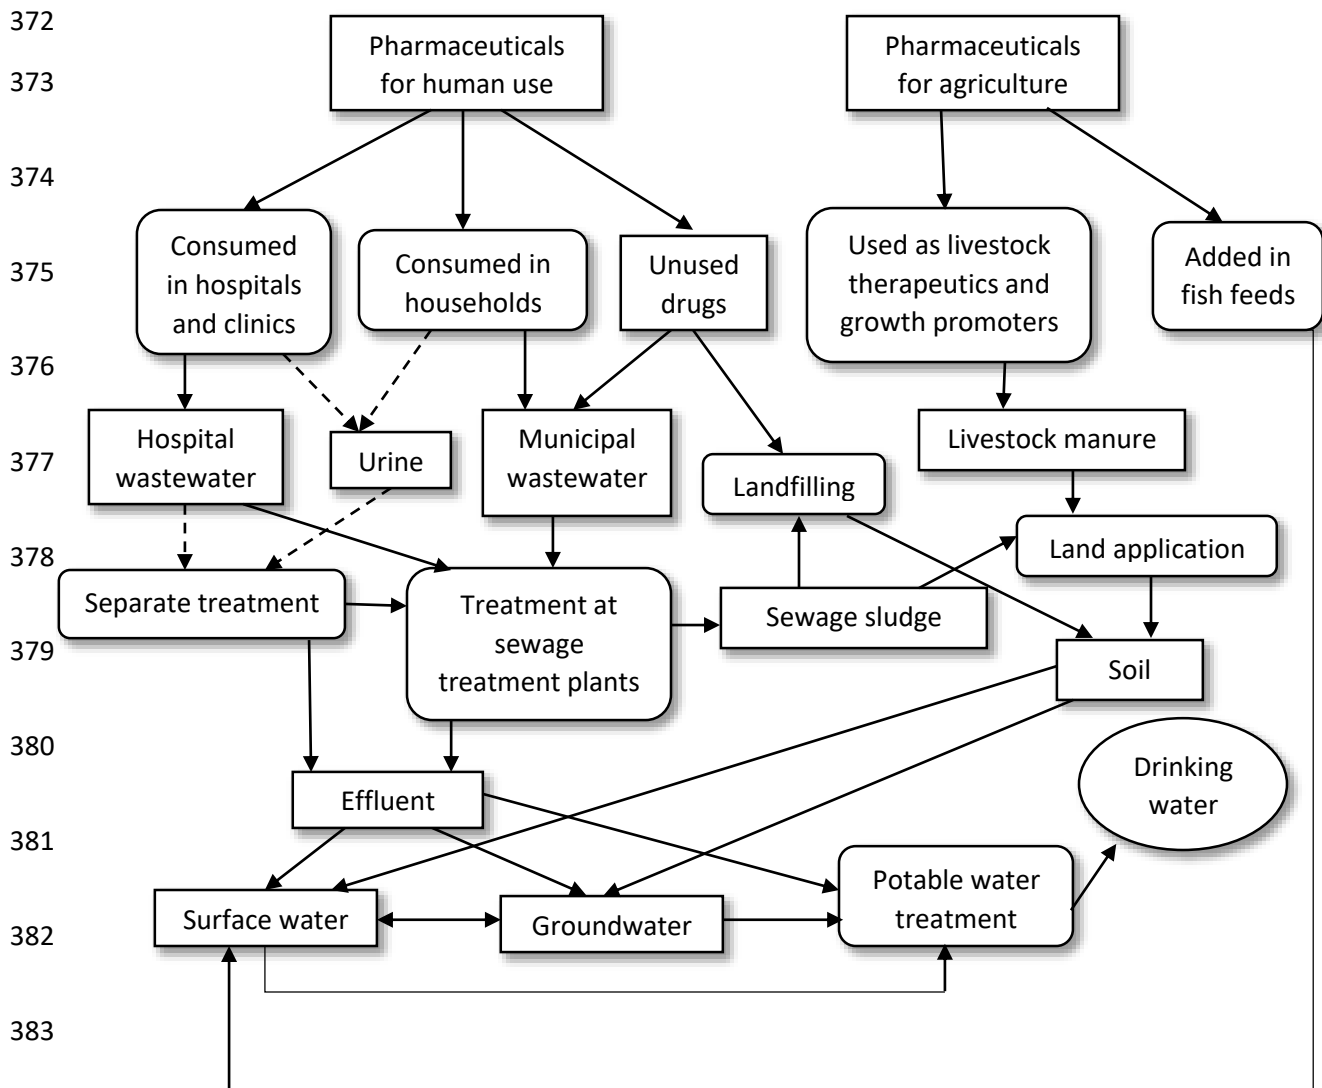 372
Pharmaceuticals
for human use
Pharmaceuticals
for agriculture
373
374
Consumed
in hospitals
and clinics
Consumed in
households
Unused
drugs
Used as livestock
therapeutics and
growth promoters
Added in
fish feeds
375
376
Hospital
wastewater
Urine
Municipal
wastewater
Landfilling
Livestock manure
377
Land application
378
Separate treatment
Treatment at
sewage
treatment plants
Sewage sludge
379
Soil
380
Effluent
Drinking
water
381
Surface water
Groundwater
Potable water
treatment
382
383